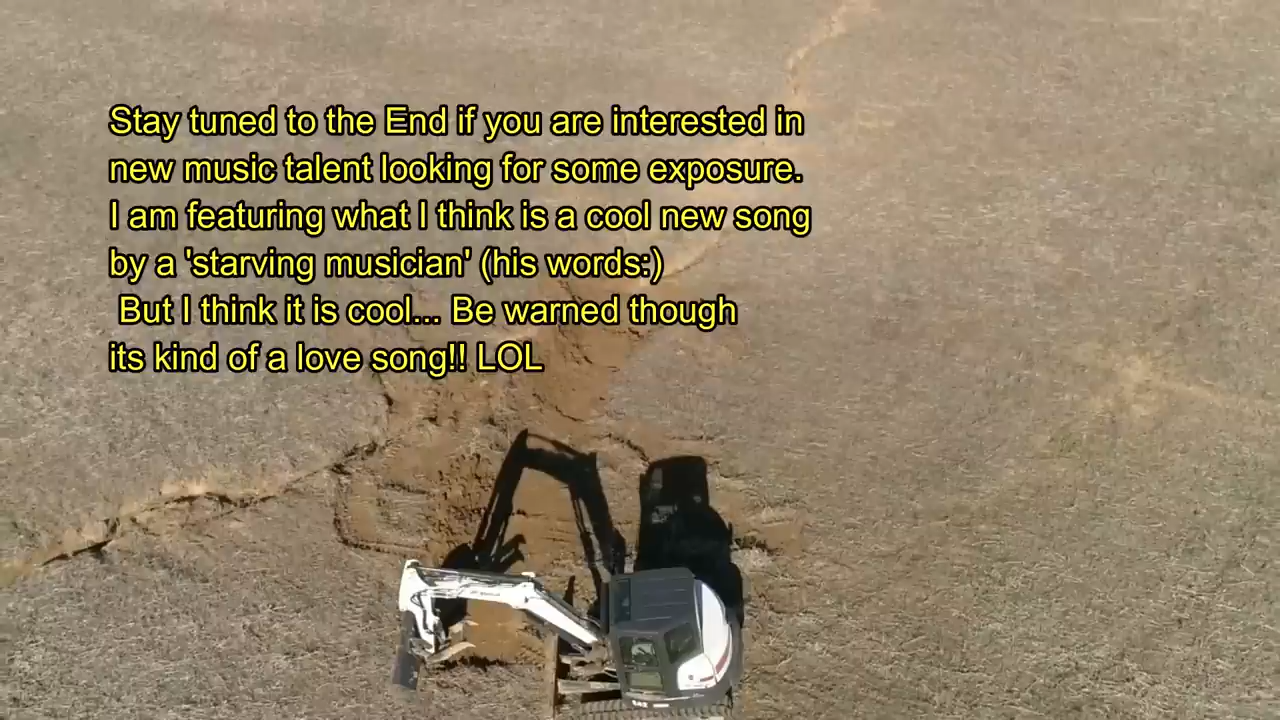 Stay tuned to the End if you are interested in
new music talent looking for some exposure.
I am featuring what I think is a cool new song
by a 'starving musician' (his words:)
But I think it is cool... Be warned though
its kind of a love song!! LOL